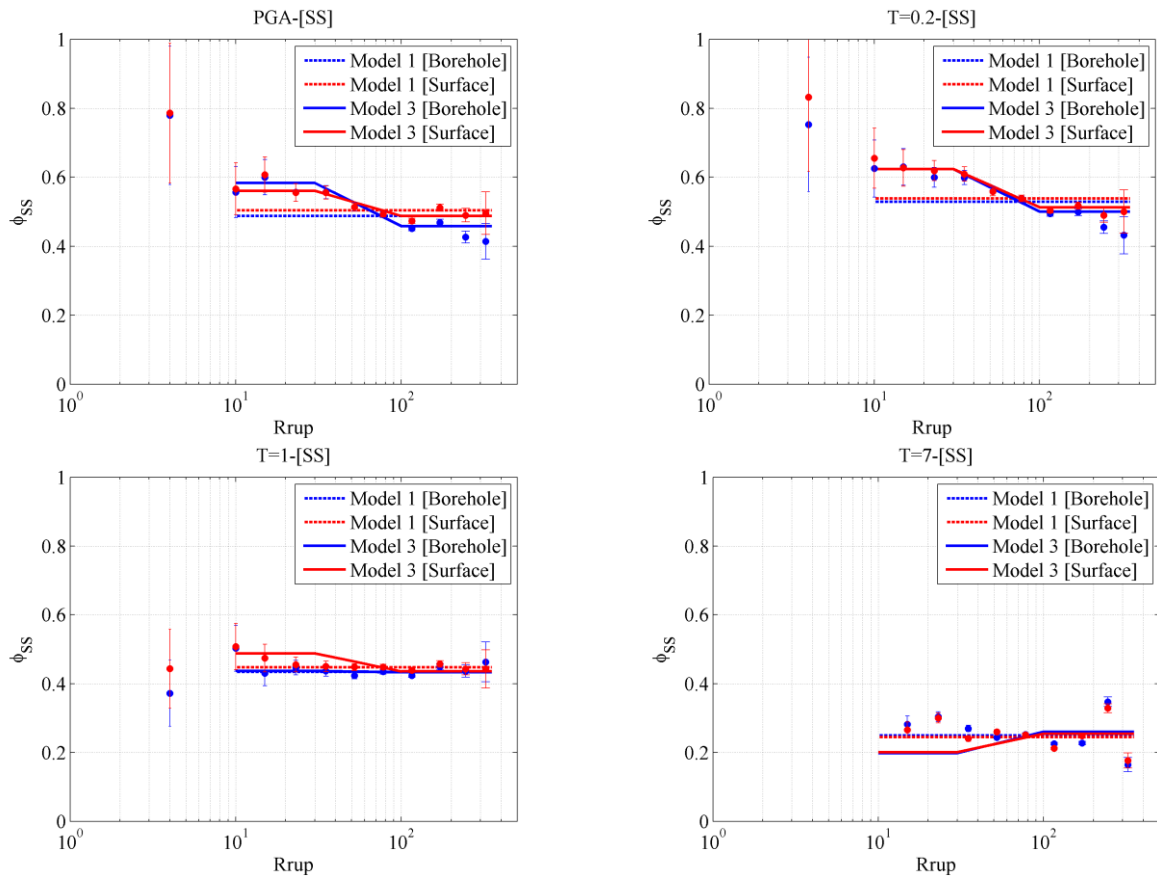 PGA-[SS]
1
0.8
0.6
0.4
0.2
0
ϕSS
Model 1 [Borehole]
Model 1 [Surface]
Model 3 [Borehole]
Model 3 [Surface]
10^0
10^1
10^2
Rrup
T=0.2-[SS]
1
0.8
0.6
0.4
0.2
0
ϕSS
Model 1 [Borehole]
Model 1 [Surface]
Model 3 [Borehole]
Model 3 [Surface]
10^0
10^1
10^2
Rrup
T=1-[SS]
1
0.8
0.6
0.4
0.2
0
ϕSS
Model 1 [Borehole]
Model 1 [Surface]
Model 3 [Borehole]
Model 3 [Surface]
10^0
10^1
10^2
Rrup
T=7-[SS]
1
0.8
0.6
0.4
0.2
0
ϕSS
Model 1 [Borehole]
Model 1 [Surface]
Model 3 [Borehole]
Model 3 [Surface]
10^0
10^1
10^2
Rrup